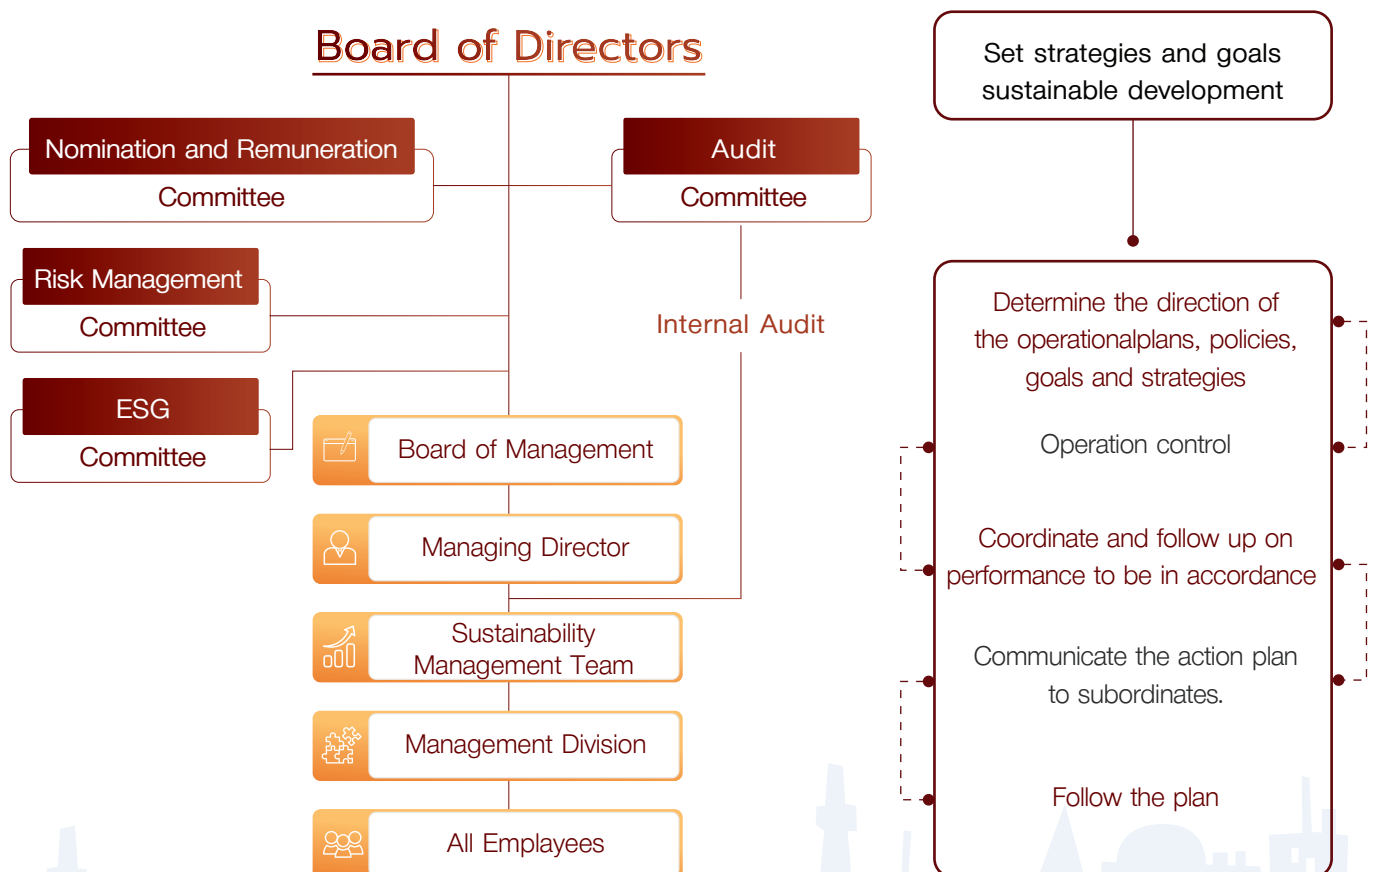 Board of Directors
Nomination and Remuneration
Committee
Audit
Committee
Risk Management
Committee
Internal Audit
ESG
Committee
Board of Management
Managing Director
Sustainability
Management Team
Management Division
All Employees
Set strategies and goals
sustainable development
Determine the direction of
the operationalplans, policies,
goals and strategies
Operation control
Coordinate and follow up on
performance to be in accordance
Communicate the action plan
to subordinates.
Follow the plan